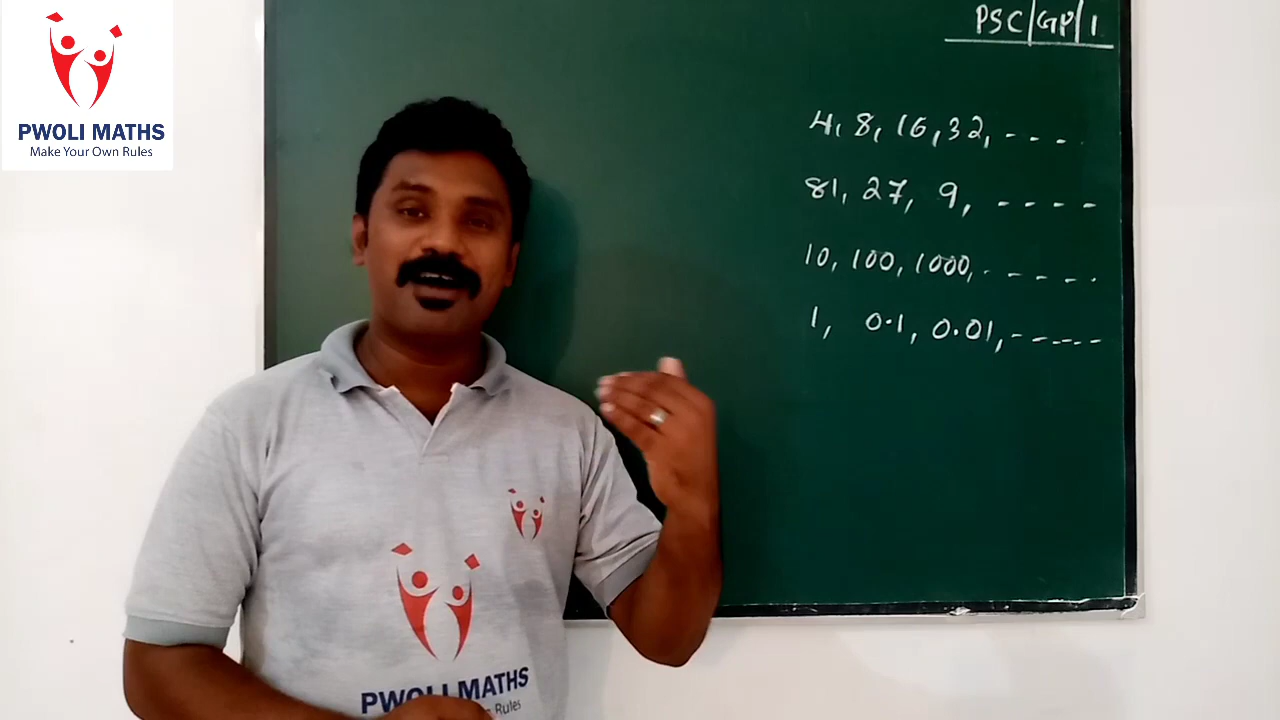 PWOLI MATHS
Make Your Own Rules
PSC/GP/1
4, 8, 16, 32, - - - -
81, 27, 9, - - - -
10, 100, 1000, - - - - -
1, 0.1, 0.01, - - - - -
PWOLI MATHS
Rules